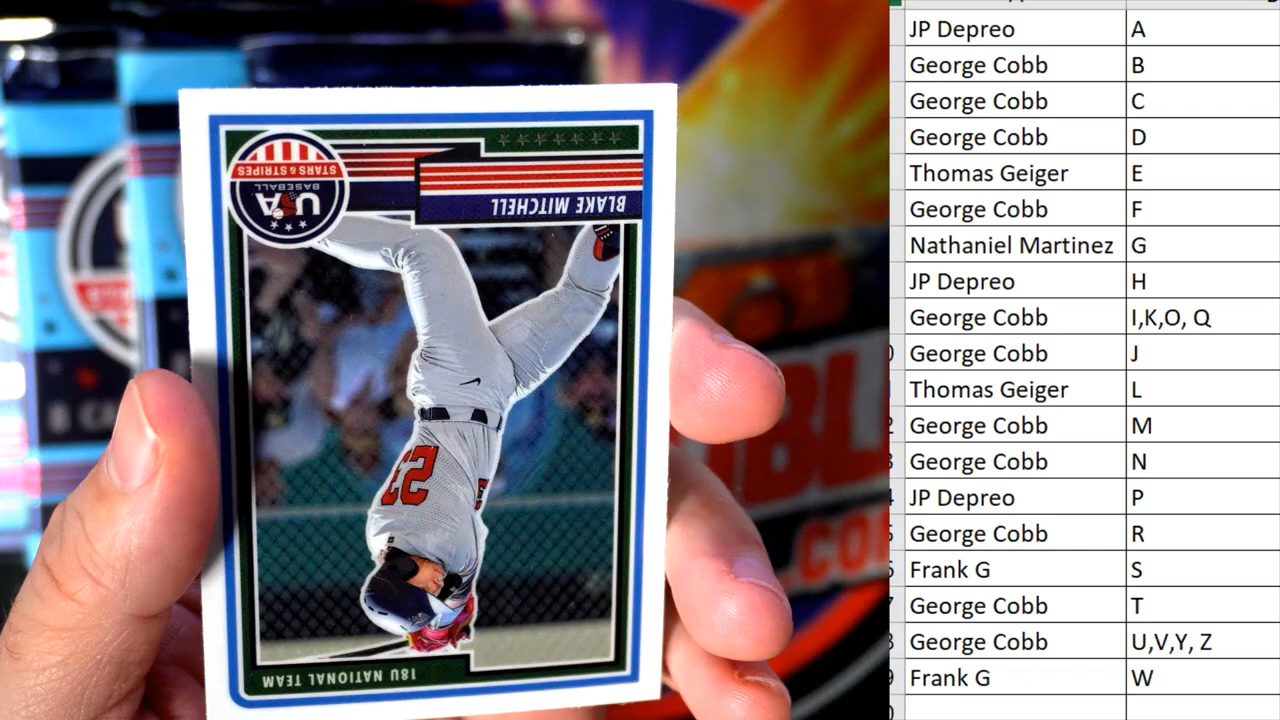 STARS & STRIPES
BASEBALL
USA
BLAKE MITCHELL
23
18U NATIONAL TEAM
JP Depreo A
George Cobb B
George Cobb C
George Cobb D
Thomas Geiger E
George Cobb F
Nathaniel Martinez G
JP Depreo H
George Cobb I,K,O, Q
George Cobb J
Thomas Geiger L
George Cobb M
George Cobb N
JP Depreo P
George Cobb R
Frank G S
George Cobb T
George Cobb U,V,Y, Z
Frank G W
.COM